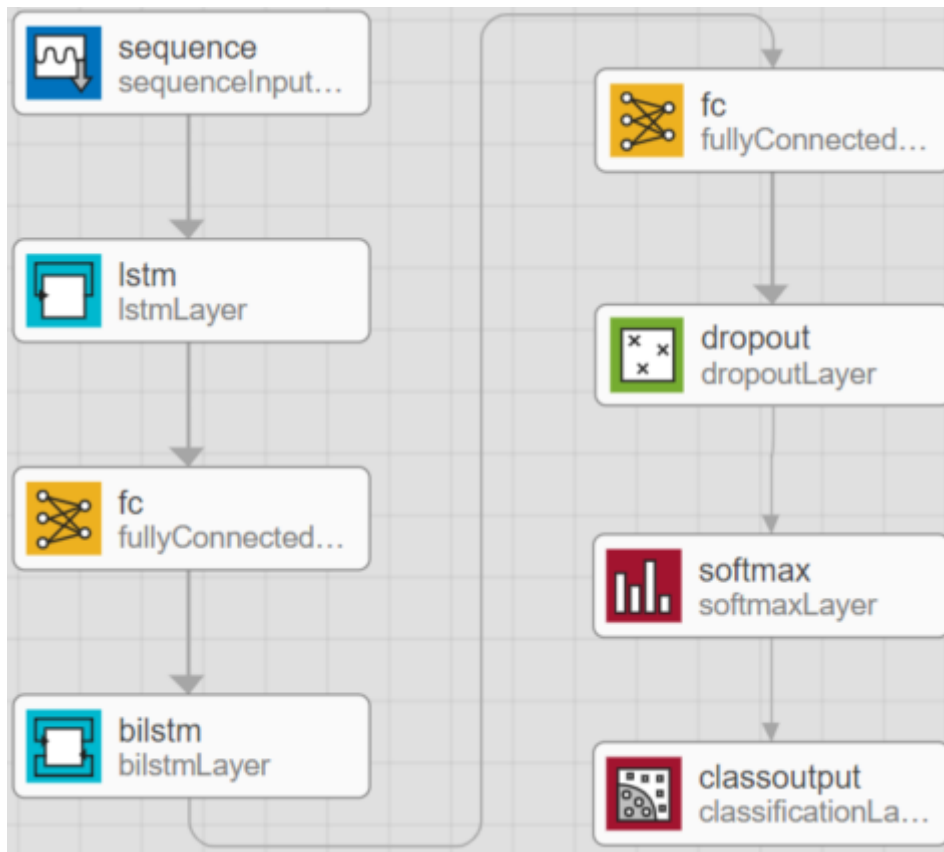 sequence
sequenceInput...
lstm
lstmLayer
fc
fullyConnected...
bilstm
bilstmLayer
fc
fullyConnected...
dropout
dropoutLayer
softmax
softmaxLayer
classoutput
classificationLa...